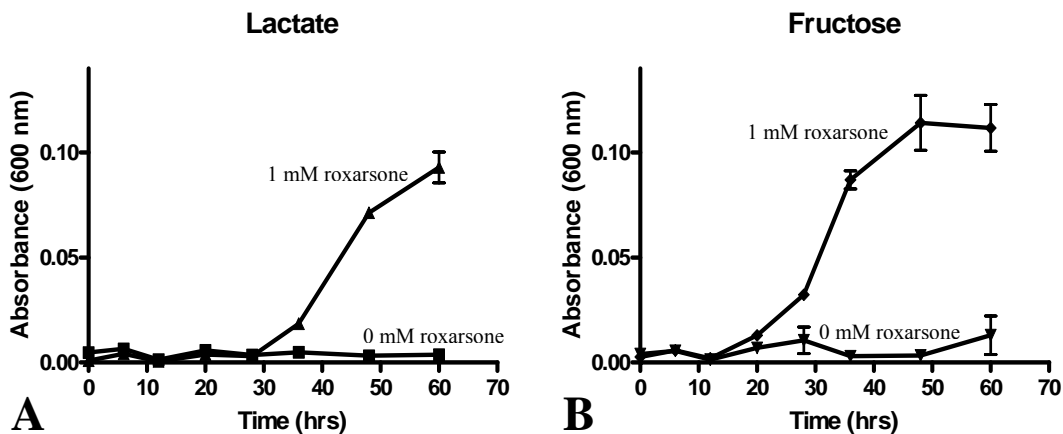 Lactate
Absorbance (600 nm)
0.10
0.05
0.00
1 mM roxarsone
0 mM roxarsone
0 10 20 30 40 50 60 70
Time (hrs)
A
Fructose
Absorbance (600 nm)
0.10
0.05
0.00
1 mM roxarsone
0 mM roxarsone
0 10 20 30 40 50 60 70
Time (hrs)
B